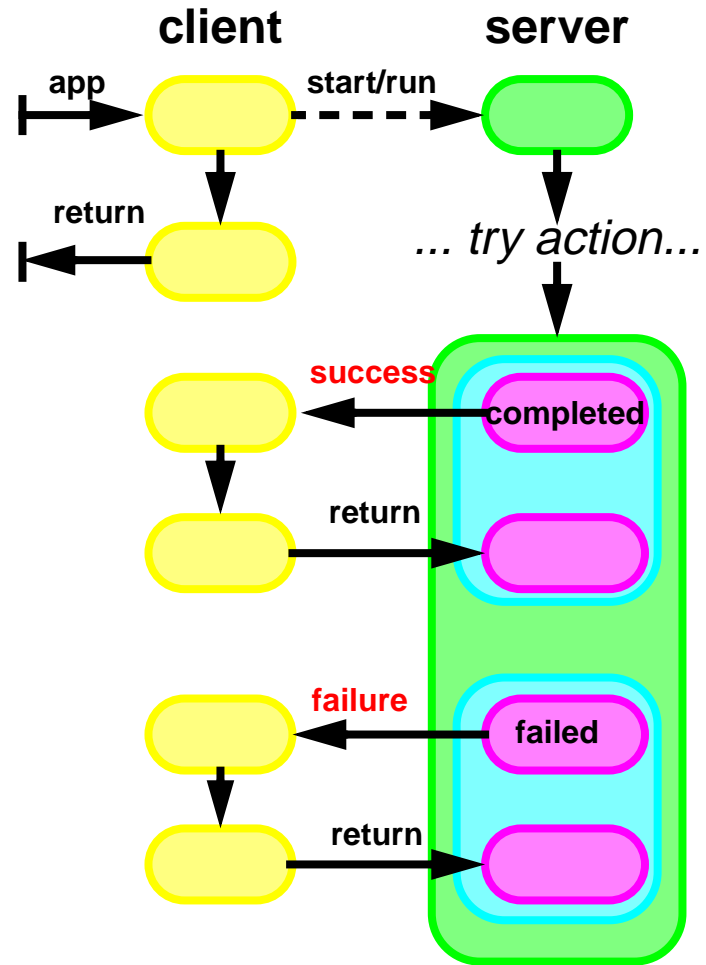 client
server
app
start/run
return
... try action...
success
completed
return
failure
failed
return